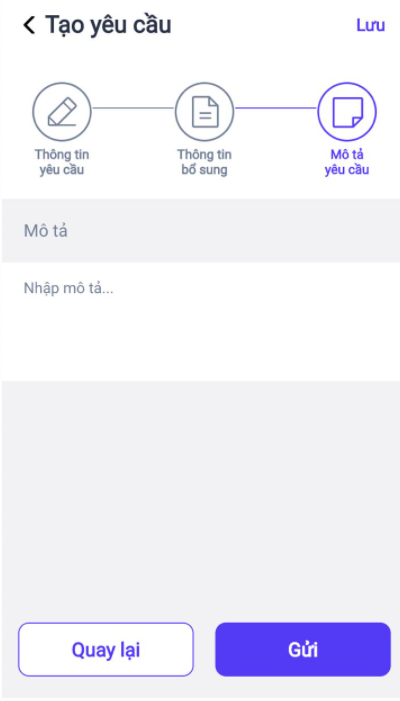 Tạo yêu cầu
Lưu
Thông tin
yêu cầu
Thông tin
bổ sung
Mô tả
yêu cầu
Mô tả
Nhập mô tả...
Quay lại
Gửi